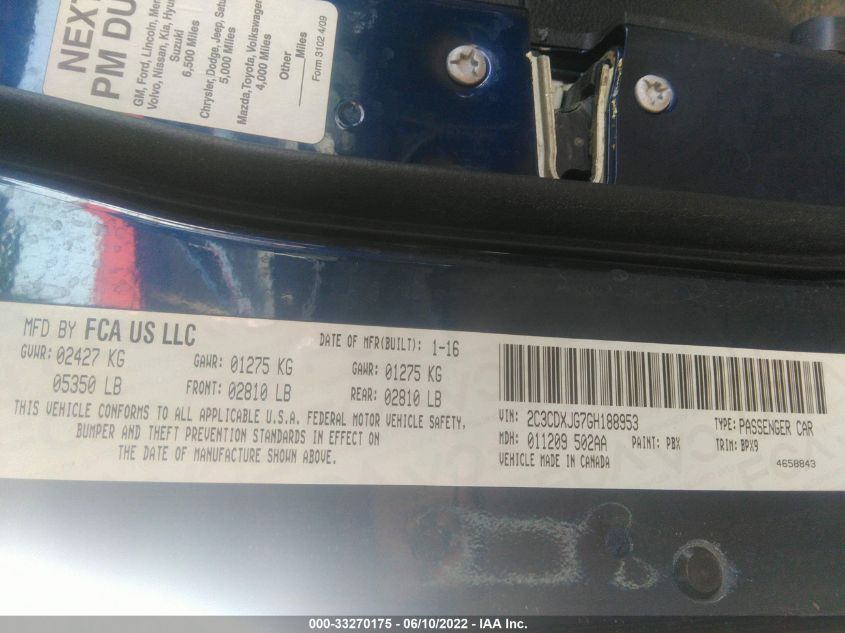 NEXT
PM DU
GM, Ford, Lincoln, Mer
Volvo, Nissan, Kia, Hyu
Suzuki
6,500 Miles
Chrysler, Dodge, Jeep, Satu
5,000 Miles
Mazda, Toyota, Volkswagen
4,000 Miles
Other
____Miles
Form 3102 4/09
MFD BY FCA US LLC DATE OF MFR(BUILT): 1-16
GVWR: 02427 KG GAWR: 01275 KG GAWR: 01275 KG
05350 LB FRONT: 02810 LB REAR: 02810 LB
THIS VEHICLE CONFORMS TO ALL APPLICABLE U.S.A. FEDERAL MOTOR VEHICLE SAFETY,
BUMPER AND THEFT PREVENTION STANDARDS IN EFFECT ON
THE DATE OF MANUFACTURE SHOWN ABOVE.
VIN: 2C3CDXJG7GH188953 TYPE: PASSENGER CAR
MDH: 011209 502AA PAINT: PBX TRIM: BPX9
VEHICLE MADE IN CANADA 4658843
000-33270175 - 06/10/2022 - IAA Inc.